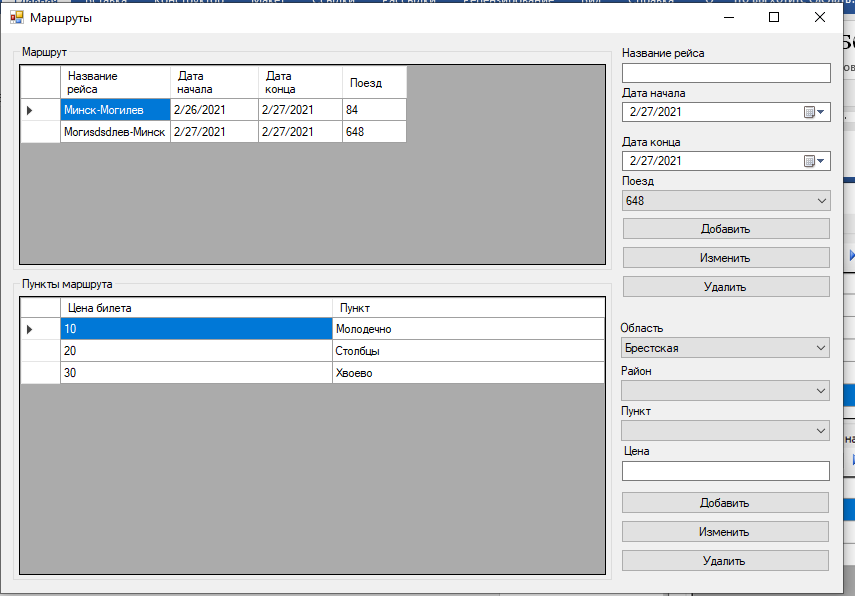 Маршруты
Маршрут
Название рейса
Дата начала
Дата конца
Поезд
Минск-Могилев
2/26/2021
2/27/2021
84
Могиsdsdлев-Минск
2/27/2021
2/27/2021
648
Название рейса
Дата начала
2/27/2021
Дата конца
2/27/2021
Поезд
648
Добавить
Изменить
Удалить
Пункты маршрута
Цена билета
Пункт
10
Молодечно
20
Столбцы
30
Хвоево
Область
Брестская
Район
Пункт
Цена
Добавить
Изменить
Удалить